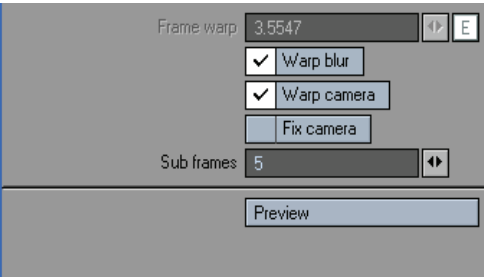 Frame warp 3.5547 E
Warp blur
Warp camera
Fix camera
Sub frames 5
Preview